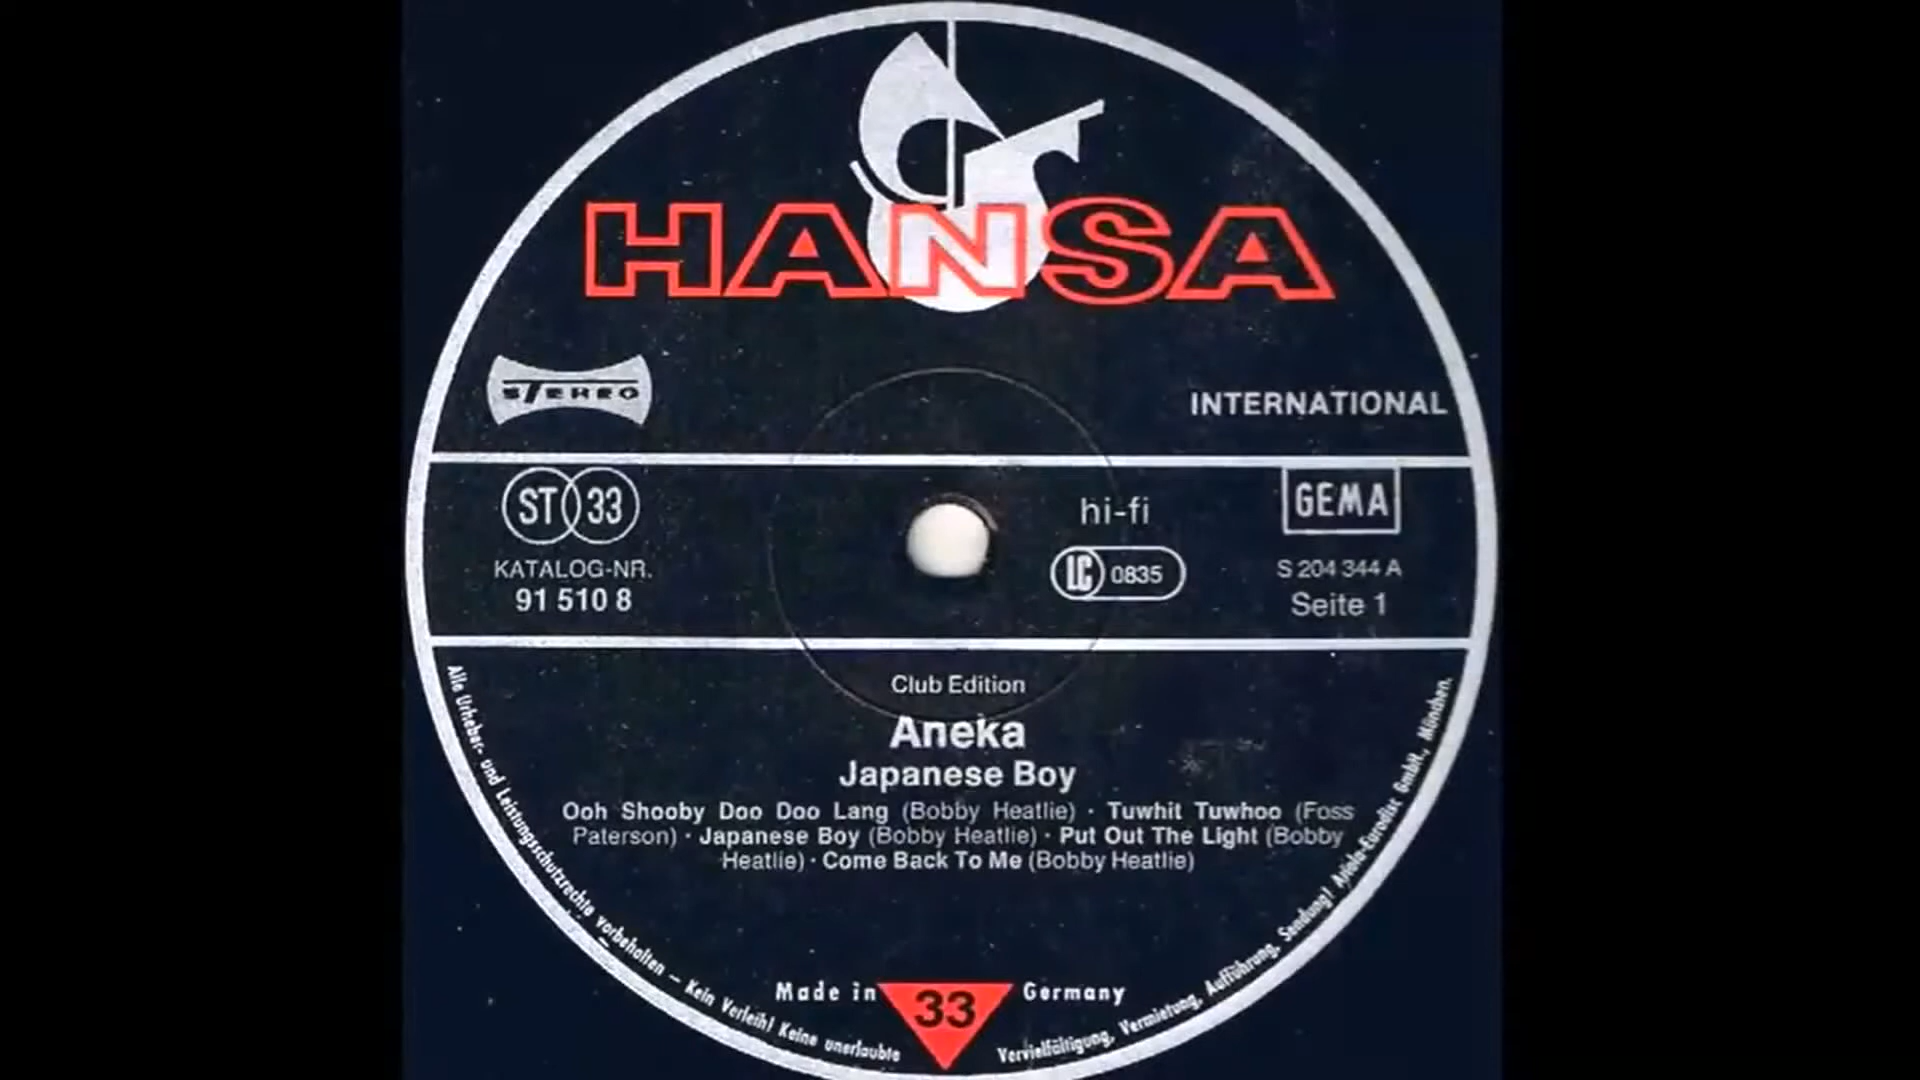 HANSA
STEREO
INTERNATIONAL
ST 33
hi-fi
GEMA
KATALOG-NR.
91 510 8
LC 0835
S 204 344 A
Seite 1
Club Edition
Aneka
Japanese Boy
Ooh Shooby Doo Doo Lang (Bobby Heatlie) · Tuwhit Tuwhoo (Foss
Paterson) · Japanese Boy (Bobby Heatlie) · Put Out The Light (Bobby
Heatlie) · Come Back To Me (Bobby Heatlie)
Made in 33 Germany
Alle Urheber- und Leistungsschutzrechte vorbehalten – Kein Verleih! Keine unerlaubte Vervielfältigung, Vermietung, Aufführung, Sendung! Ariola-Eurodisc GmbH., München.